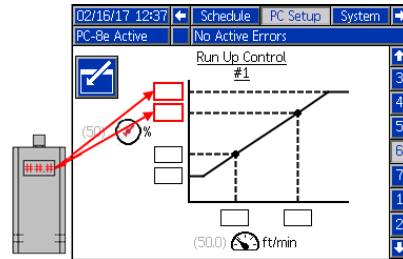 02/16/17 12:37 Schedule PC Setup System
PC-8e Active No Active Errors
Run Up Control
#1
3
4
5
6
7
1
2
(50) %
##.#
(50.0) ft/min